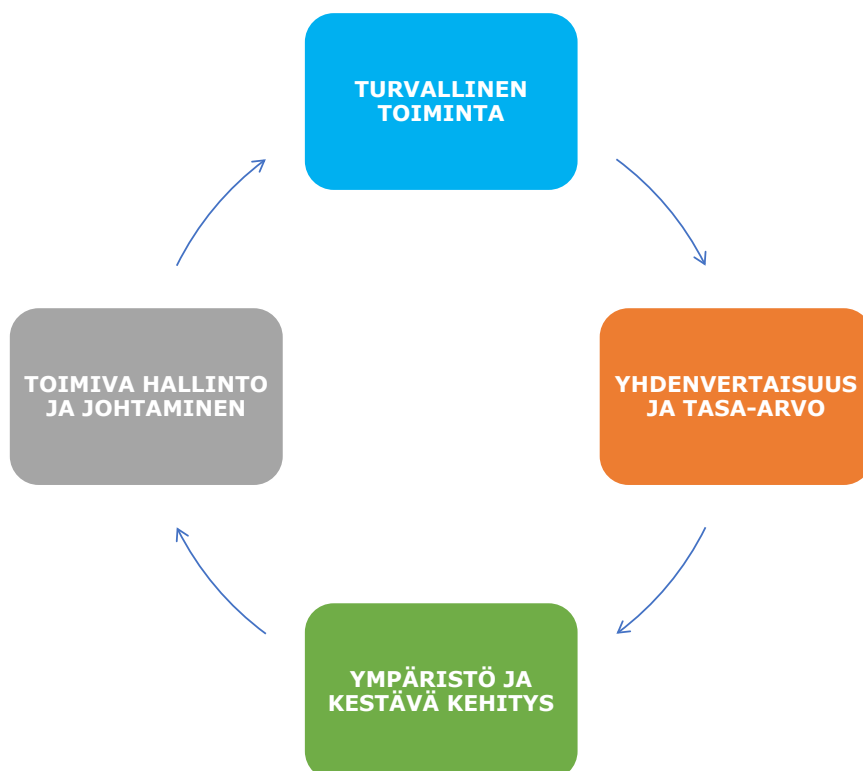 TURVALLINEN
TOIMINTA
YHDENVERTAISUUS
JA TASA-ARVO
YMPÄRISTÖ JA
KESTÄVÄ KEHITYS
TOIMIVA HALLINTO
JA JOHTAMINEN